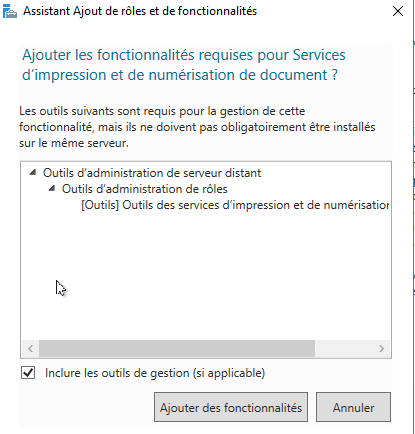 Assistant Ajout de rôles et de fonctionnalités
Ajouter les fonctionnalités requises pour Services
d’impression et de numérisation de document ?
Les outils suivants sont requis pour la gestion de cette
fonctionnalité, mais ils ne doivent pas obligatoirement être installés
sur le même serveur.
Outils d’administration de serveur distant
Outils d’administration de rôles
[Outils] Outils des services d’impression et de numérisation
Inclure les outils de gestion (si applicable)
Ajouter des fonctionnalités
Annuler